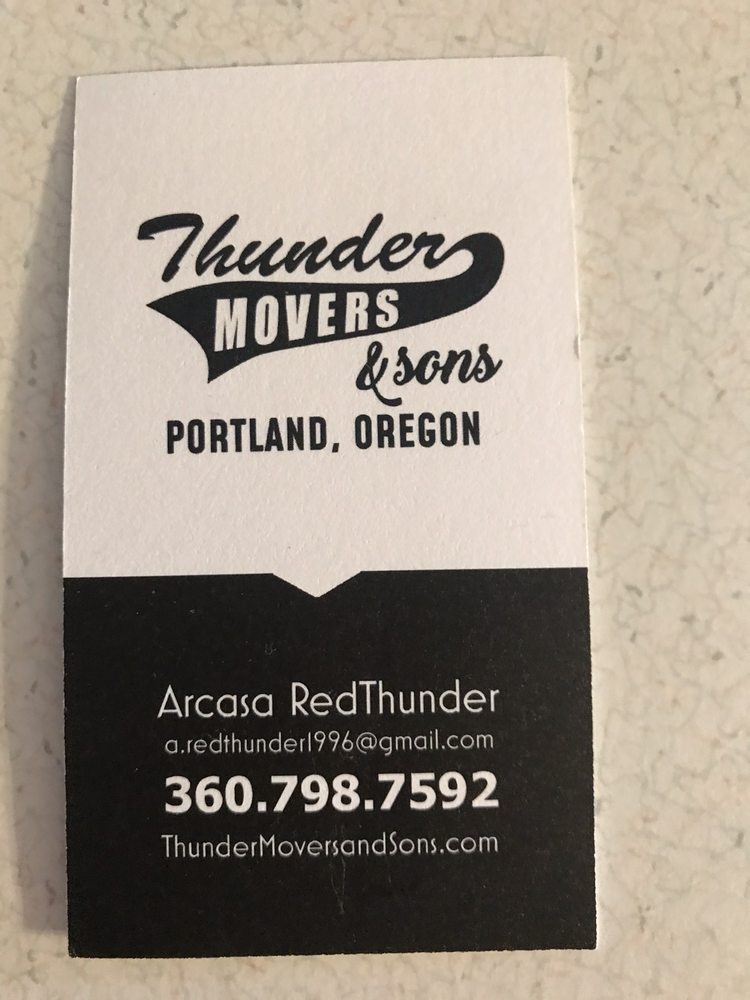 Thunder
MOVERS
& sons
PORTLAND, OREGON
Arcasa RedThunder
a.redthunder1996@gmail.com
360.798.7592
ThunderMoversandSons.com